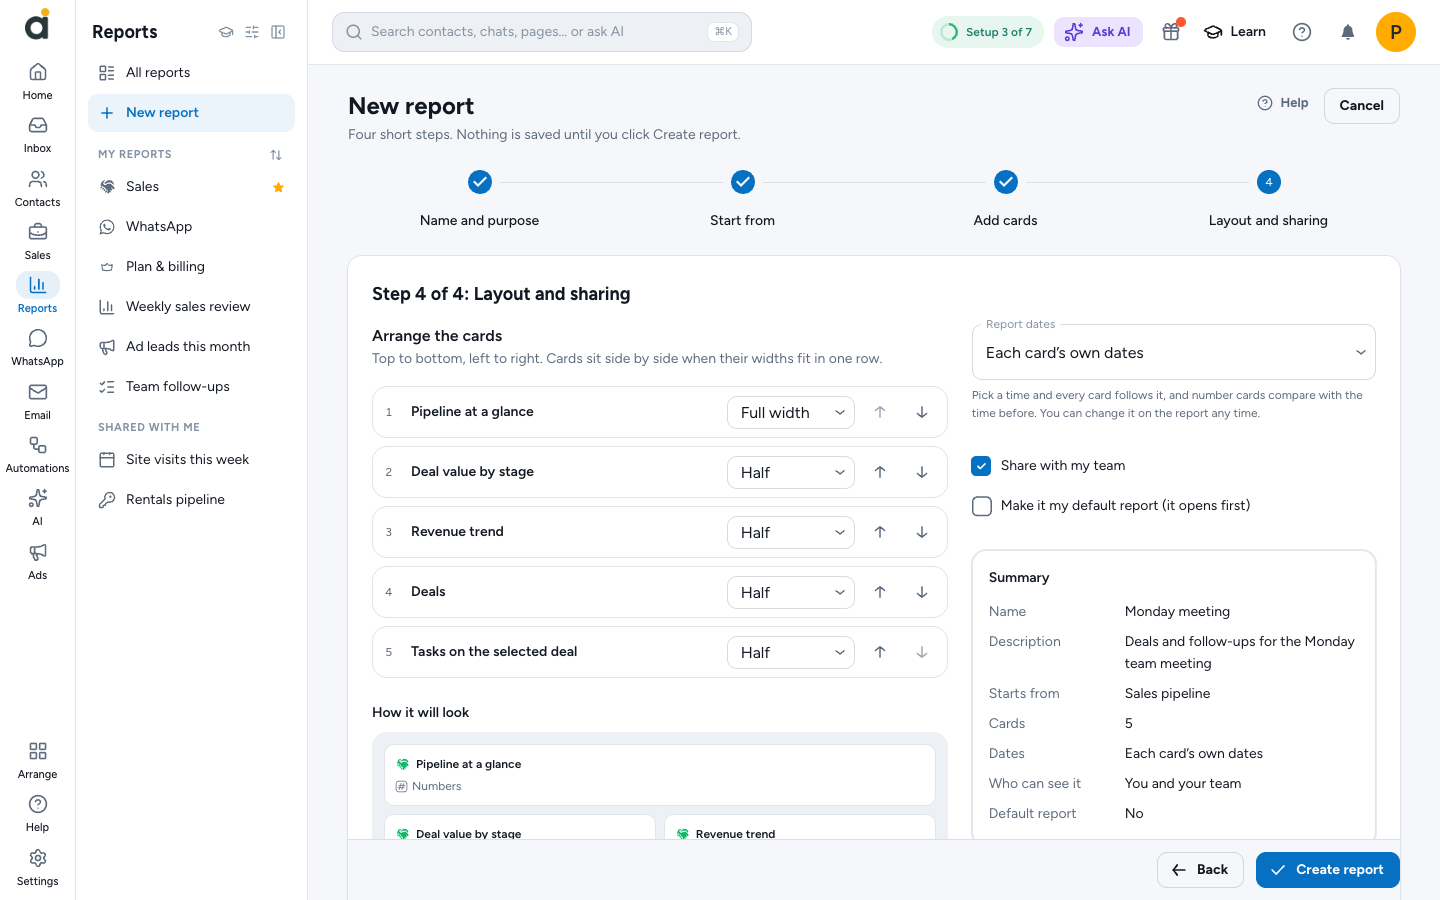 Search contacts, chats, pages... or ask AI
⌘K
Setup 3 of 7
Ask AI
Learn
P
Home
Inbox
Contacts
Sales
Reports
WhatsApp
Email
Automations
AI
Ads
Arrange
Help
Settings
Reports
All reports
New report
MY REPORTS
Sales
WhatsApp
Plan & billing
Weekly sales review
Ad leads this month
Team follow-ups
SHARED WITH ME
Site visits this week
Rentals pipeline
New report
Four short steps. Nothing is saved until you click Create report.
Help
Cancel
4
Name and purpose
Start from
Add cards
Layout and sharing
Step 4 of 4: Layout and sharing
Arrange the cards
Top to bottom, left to right. Cards sit side by side when their widths fit in one row.
1 Pipeline at a glance Full width
2 Deal value by stage Half
3 Revenue trend Half
4 Deals Half
5 Tasks on the selected deal Half
How it will look
Pipeline at a glance
Numbers
Deal value by stage
Revenue trend
Report dates
Each card’s own dates
Pick a time and every card follows it, and number cards compare with the
time before. You can change it on the report any time.
Share with my team
Make it my default report (it opens first)
Summary
Name Monday meeting
Description Deals and follow-ups for the Monday
team meeting
Starts from Sales pipeline
Cards 5
Dates Each card’s own dates
Who can see it You and your team
Default report No
Back
Create report